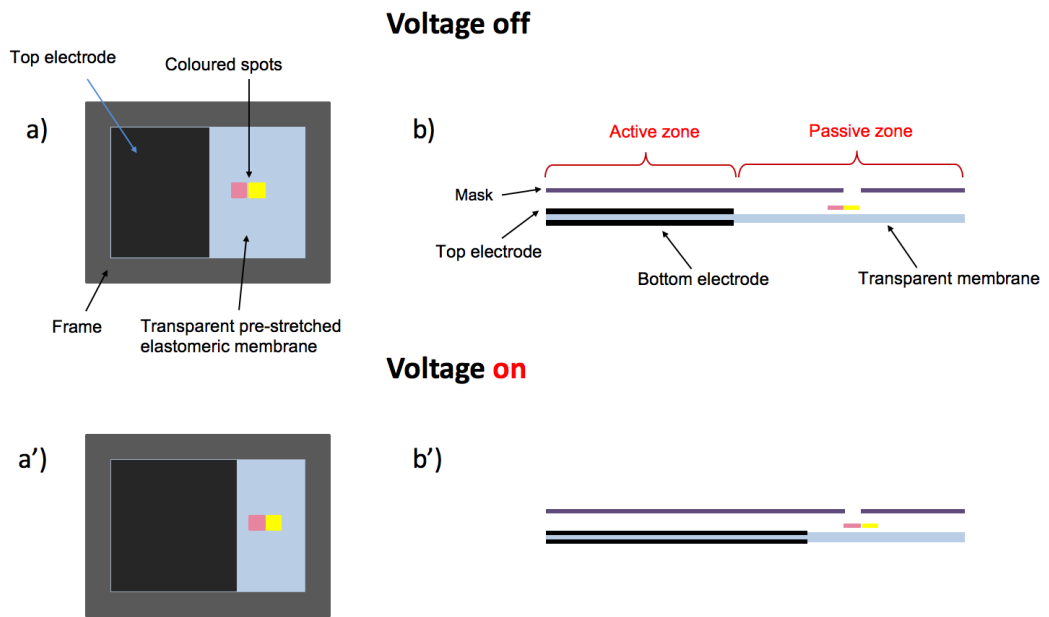 Voltage off
Top electrode
Coloured spots
a)
b)
Active zone
Passive zone
Mask
Top electrode
Bottom electrode
Transparent membrane
Frame
Transparent pre-stretched
elastomeric membrane
Voltage on
a’)
b’)